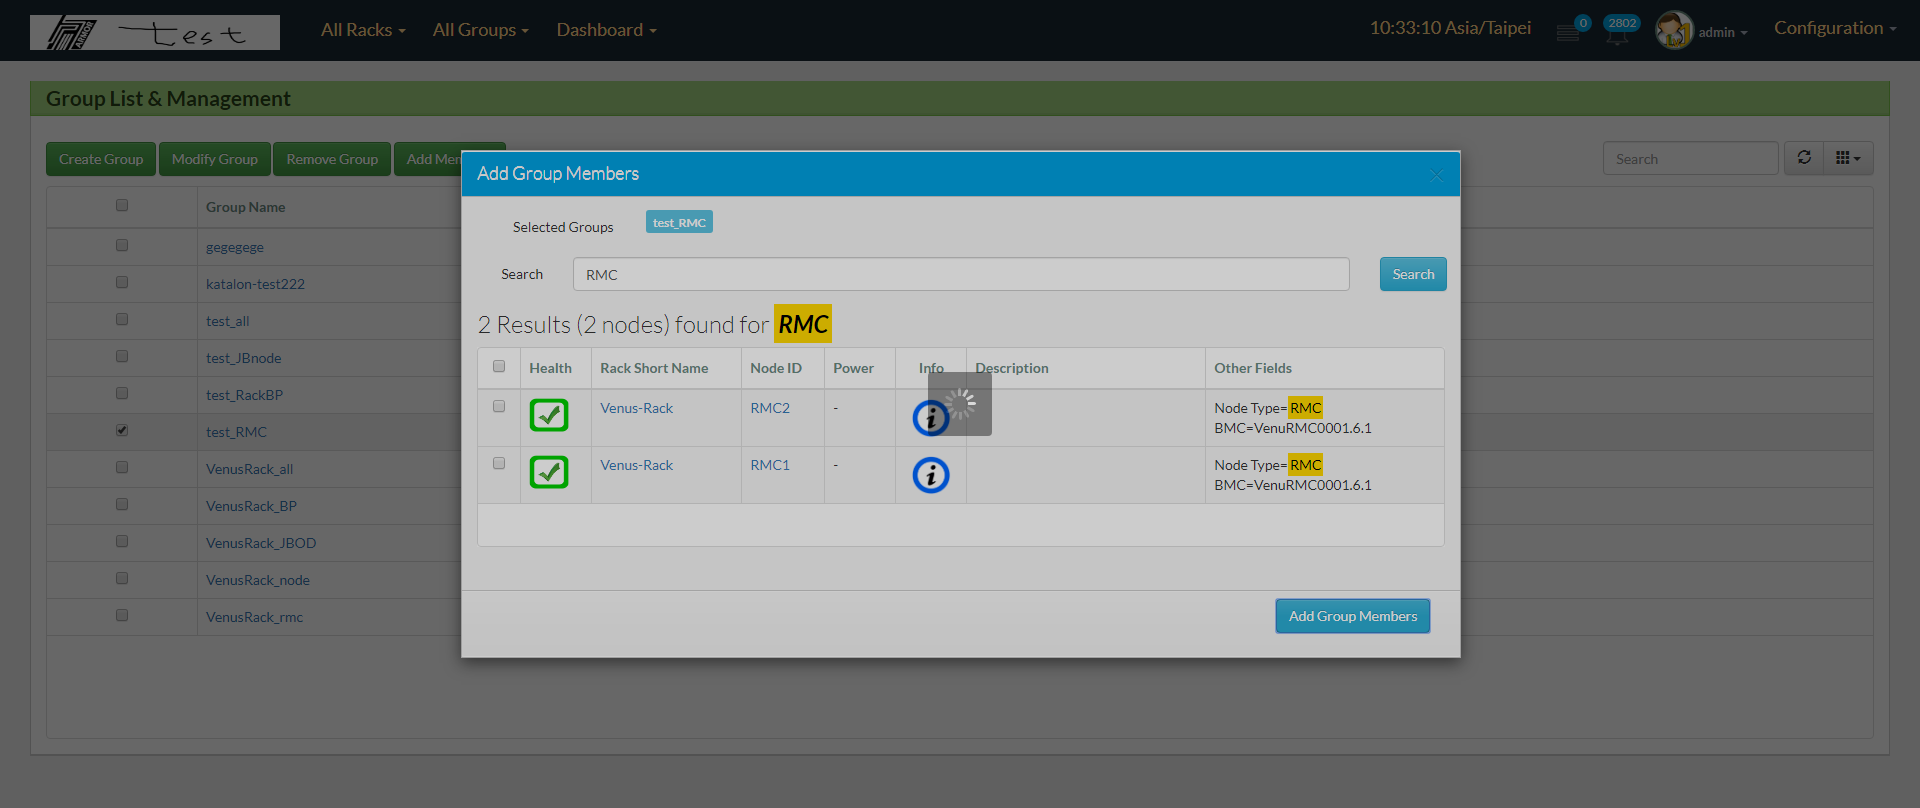 ARMOR test All Racks All Groups Dashboard 10:33:10 Asia/Taipei 0 2802 admin Configuration
Group List & Management
Create Group Modify Group Remove Group Add Mem Search
Add Group Members ×
Group Name
Selected Groups test_RMC
gegegege
Search RMC Search
katalon-test222
test_all
2 Results (2 nodes) found for RMC
test_JBnode
Health Rack Short Name Node ID Power Info Description Other Fields
test_RackBP
Venus-Rack RMC2 - Node Type=RMC
BMC=VenuRMC0001.6.1
test_RMC
VenusRack_all
Venus-Rack RMC1 - Node Type=RMC
BMC=VenuRMC0001.6.1
VenusRack_BP
VenusRack_JBOD
VenusRack_node
VenusRack_rmc
Add Group Members